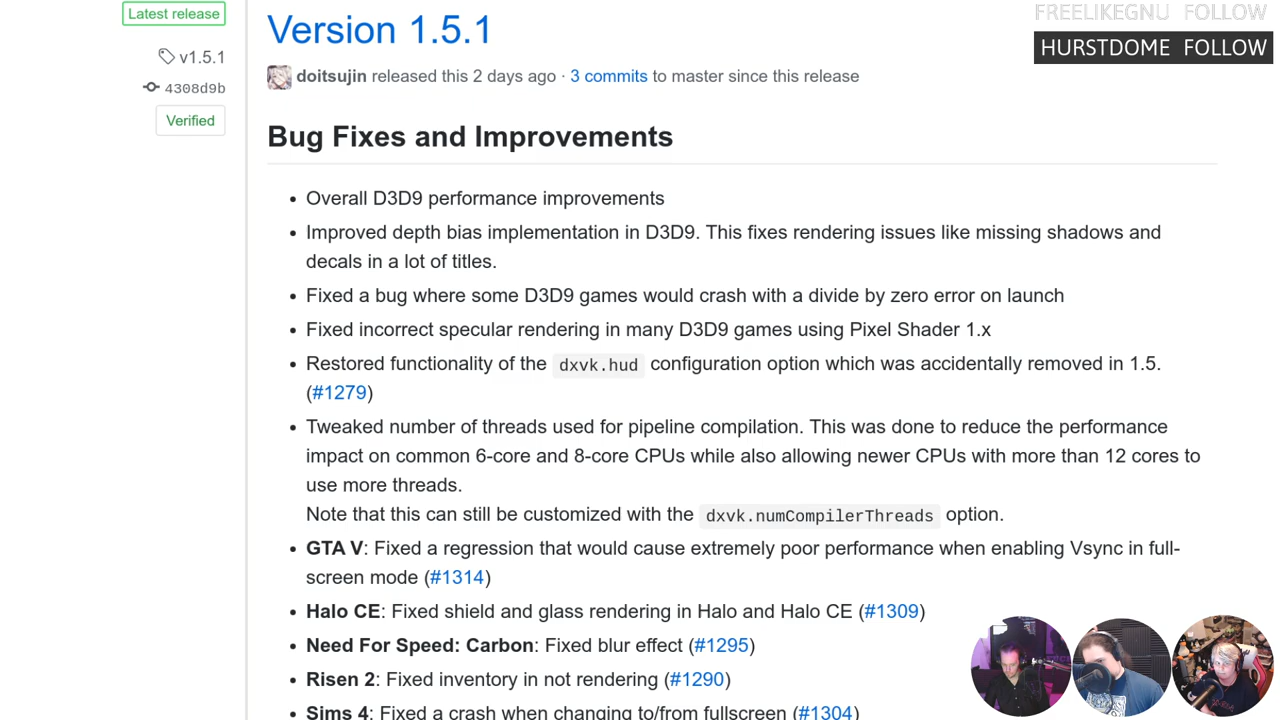 Latest release
v1.5.1
4308d9b
Verified
Version 1.5.1
doitsujin released this 2 days ago · 3 commits to master since this release
Bug Fixes and Improvements
• Overall D3D9 performance improvements
• Improved depth bias implementation in D3D9. This fixes rendering issues like missing shadows and
decals in a lot of titles.
• Fixed a bug where some D3D9 games would crash with a divide by zero error on launch
• Fixed incorrect specular rendering in many D3D9 games using Pixel Shader 1.x
• Restored functionality of the dxvk.hud configuration option which was accidentally removed in 1.5.
(#1279)
• Tweaked number of threads used for pipeline compilation. This was done to reduce the performance
impact on common 6-core and 8-core CPUs while also allowing newer CPUs with more than 12 cores to
use more threads.
Note that this can still be customized with the dxvk.numCompilerThreads option.
• GTA V: Fixed a regression that would cause extremely poor performance when enabling Vsync in full-
screen mode (#1314)
• Halo CE: Fixed shield and glass rendering in Halo and Halo CE (#1309)
• Need For Speed: Carbon: Fixed blur effect (#1295)
• Risen 2: Fixed inventory in not rendering (#1290)
• Sims 4: Fixed a crash when changing to/from fullscreen (#1304)
FREELIKEGNU FOLLOW
HURSTDOME FOLLOW